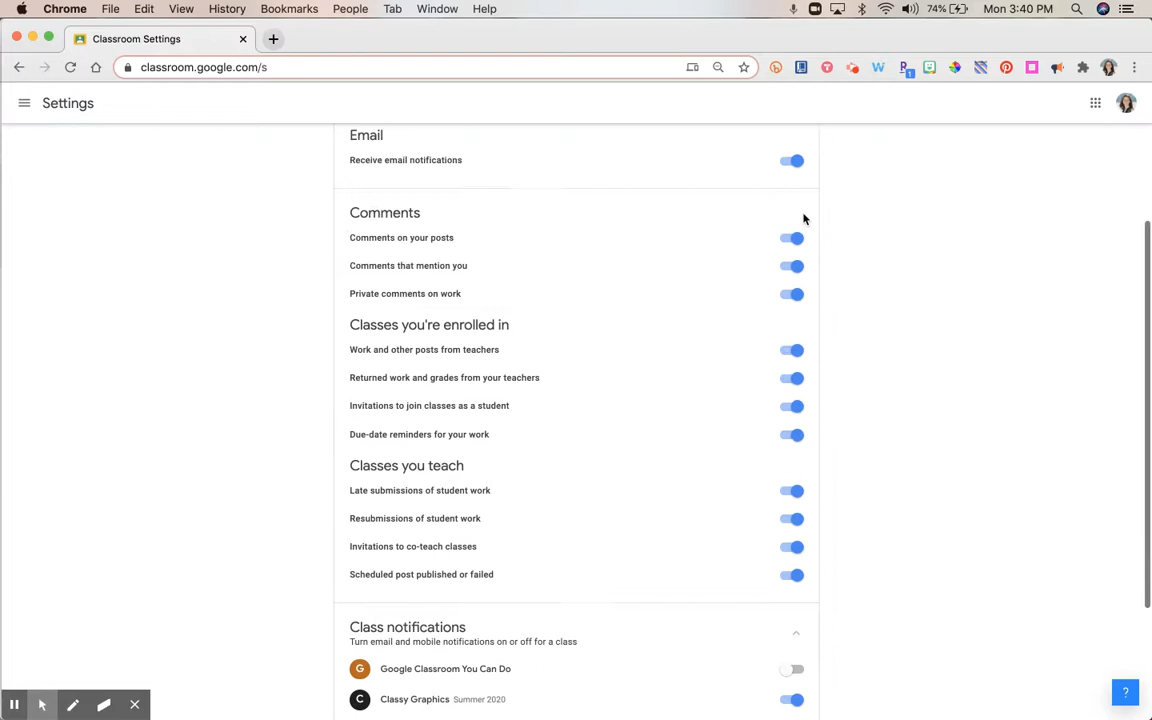 Chrome File Edit View History Bookmarks People Tab Window Help 74% Mon 3:40 PM
Classroom Settings
classroom.google.com/s
Settings
Email
Receive email notifications
Comments
Comments on your posts
Comments that mention you
Private comments on work
Classes you're enrolled in
Work and other posts from teachers
Returned work and grades from your teachers
Invitations to join classes as a student
Due-date reminders for your work
Classes you teach
Late submissions of student work
Resubmissions of student work
Invitations to co-teach classes
Scheduled post published or failed
Class notifications
Turn email and mobile notifications on or off for a class
G Google Classroom You Can Do
C Classy Graphics Summer 2020
?